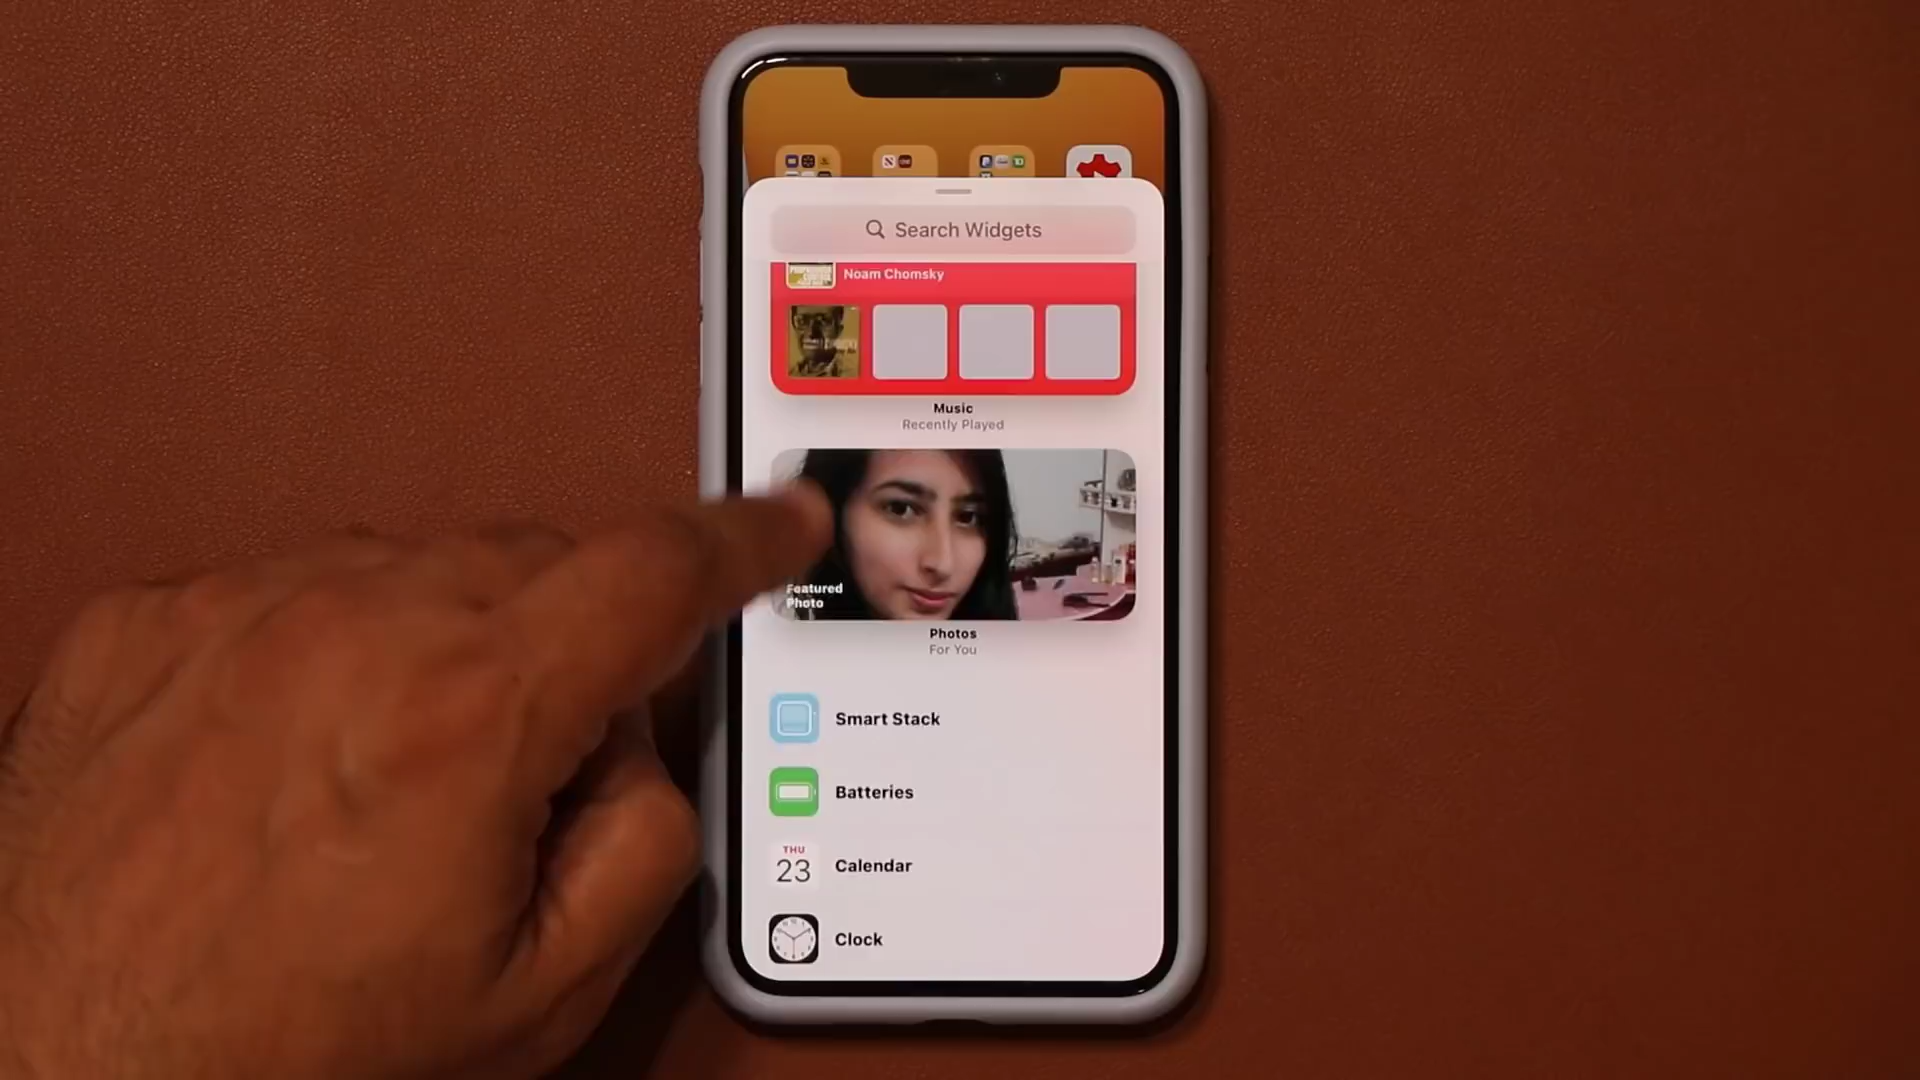 Search Widgets
Noam Chomsky
Music
Recently Played
Featured
Photo
Photos
For You
Smart Stack
Batteries
THU
23
Calendar
Clock